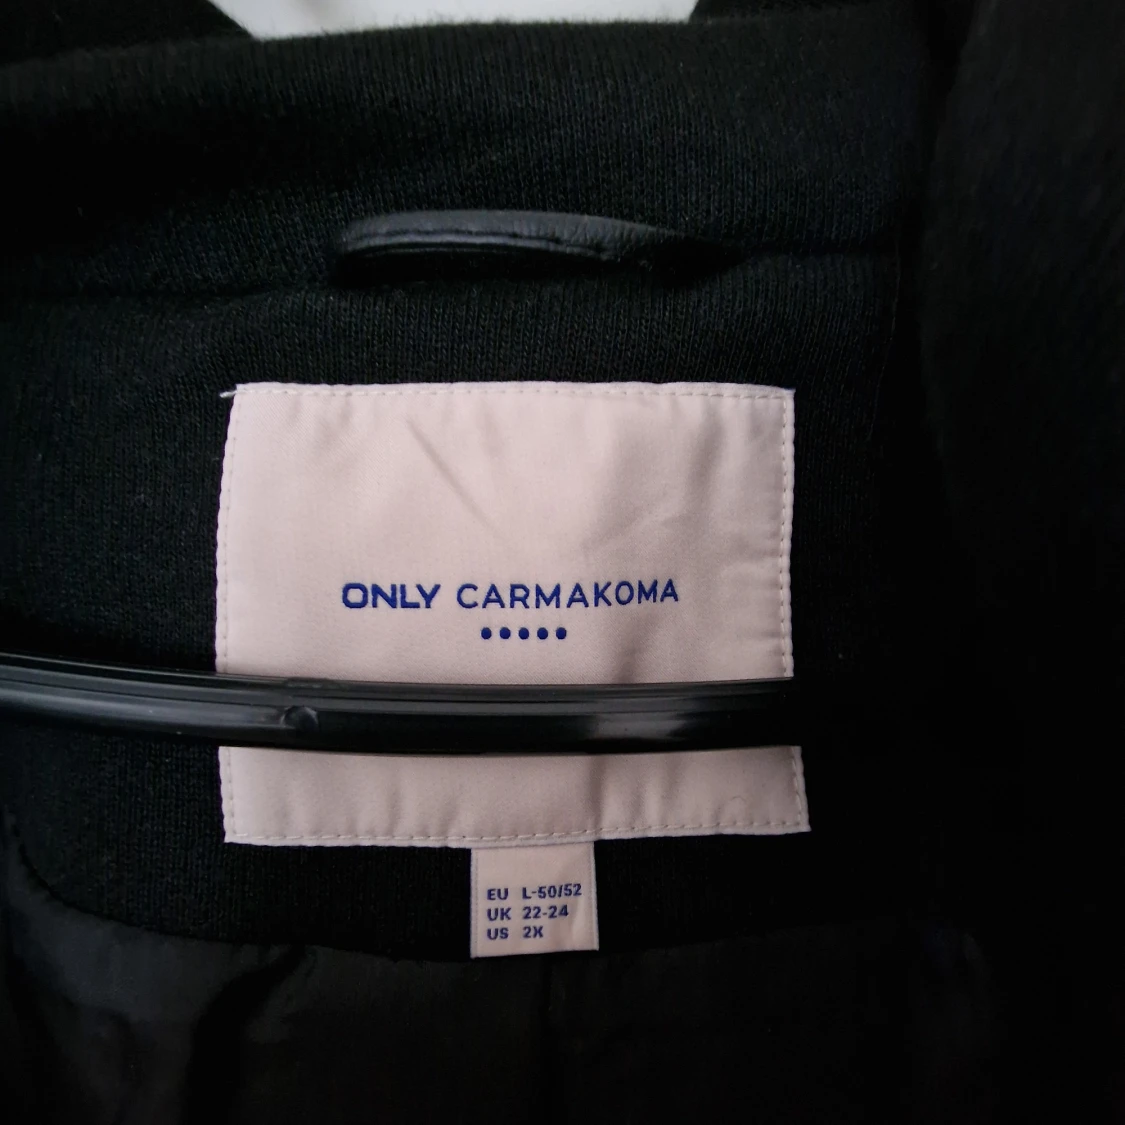 ONLY CARMAKOMA
EU L-50/52
UK 22-24
US 2X